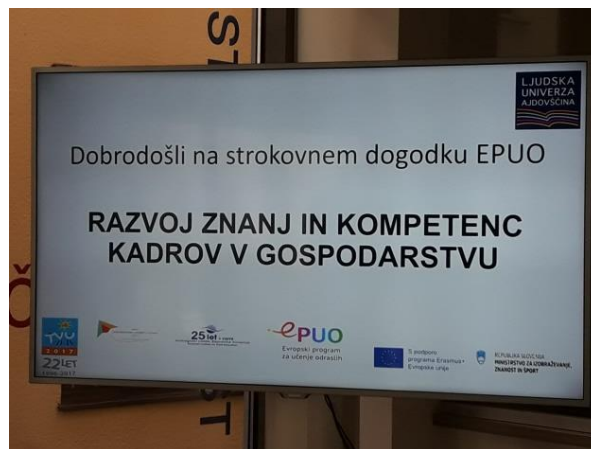 LJUDSKA
UNIVERZA
AJDOVŠČINA
Dobrodošli na strokovnem dogodku EPUO
RAZVOJ ZNANJ IN KOMPETENC
KADROV V GOSPODARSTVU
TVU
2017
22 LET
25 let z vami
ePUO
Evropski program
za učenje odraslih
S podporo
programa Erasmus+
Evropske unije
REPUBLIKA SLOVENIJA
MINISTRSTVO ZA IZOBRAŽEVANJE,
ZNANOST IN ŠPORT